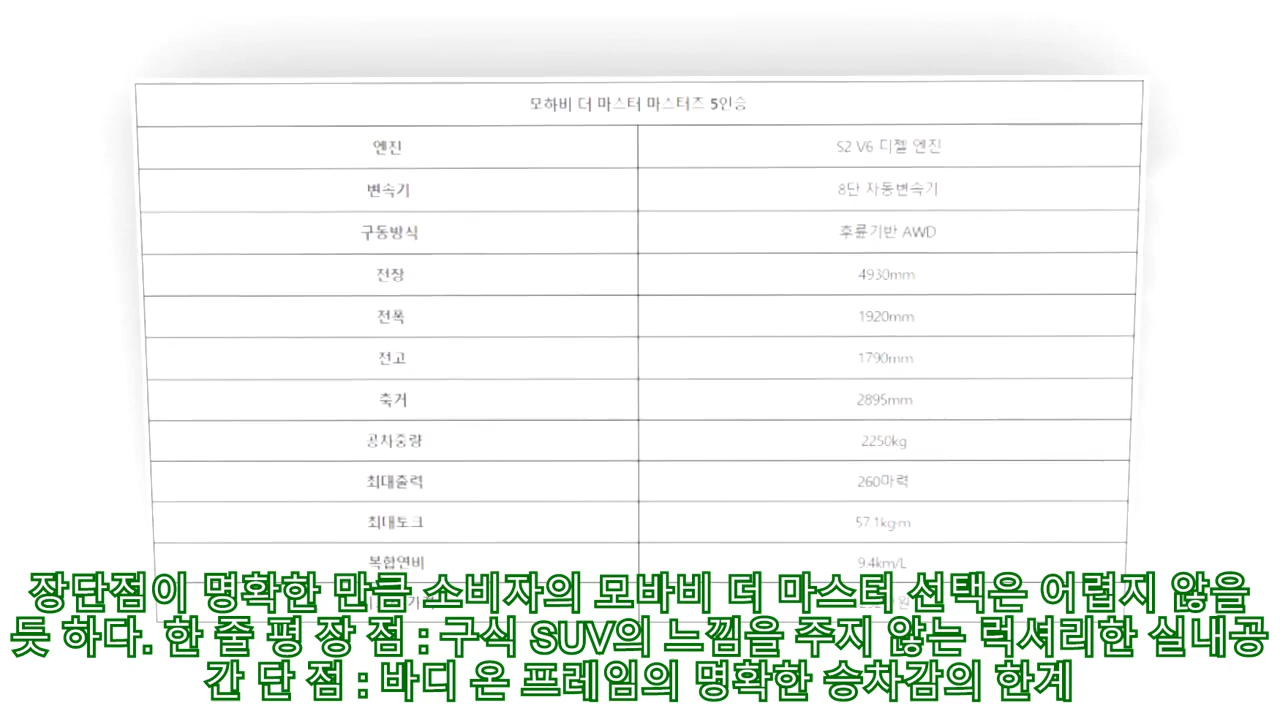 모하비 더 마스터 마스터즈 5인승
엔진 S2 V6 디젤 엔진
변속기 8단 자동변속기
구동방식 후륜기반 AWD
전장 4930mm
전폭 1920mm
전고 1790mm
축거 2895mm
공차중량 2250kg
최대출력 260마력
최대토크 57.1kg·m
복합연비 9.4km/L
장단점이 명확한 만큼 소비자의 모바비 더 마스터 선택은 어렵지 않을
듯 하다. 한 줄 평 장 점 : 구식 SUV의 느낌을 주지 않는 럭셔리한 실내공
간 단 점 : 바디 온 프레임의 명확한 승차감의 한계